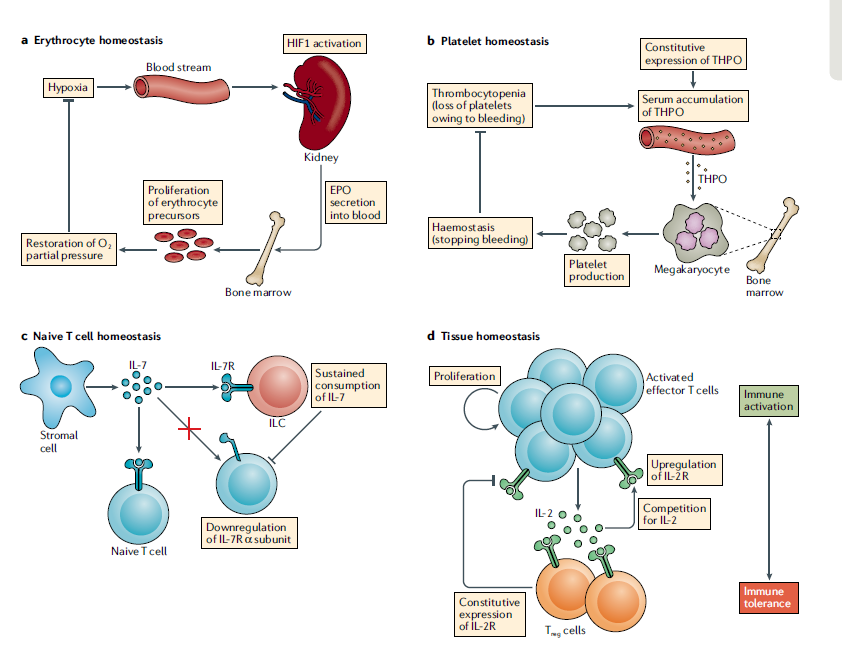 a Erythrocyte homeostasis
HIF1 activation
Blood stream
Hypoxia
Kidney
Proliferation
of erythrocyte
precursors
EPO
secretion
into blood
Restoration of O2
partial pressure
Bone marrow
b Platelet homeostasis
Constitutive
expression of THPO
Thrombocytopenia
(loss of platelets
owing to bleeding)
Serum accumulation
of THPO
THPO
Haemostasis
(stopping bleeding)
Platelet
production
Megakaryocyte
Bone
marrow
c Naive T cell homeostasis
IL-7
IL-7R
Sustained
consumption
of IL-7
ILC
Stromal
cell
Downregulation
of IL-7Rα subunit
Naive T cell
d Tissue homeostasis
Proliferation
Activated
effector T cells
Immune
activation
Upregulation
of IL-2R
IL-2
Competition
for IL-2
Constitutive
expression
of IL-2R
Treg cells
Immune
tolerance